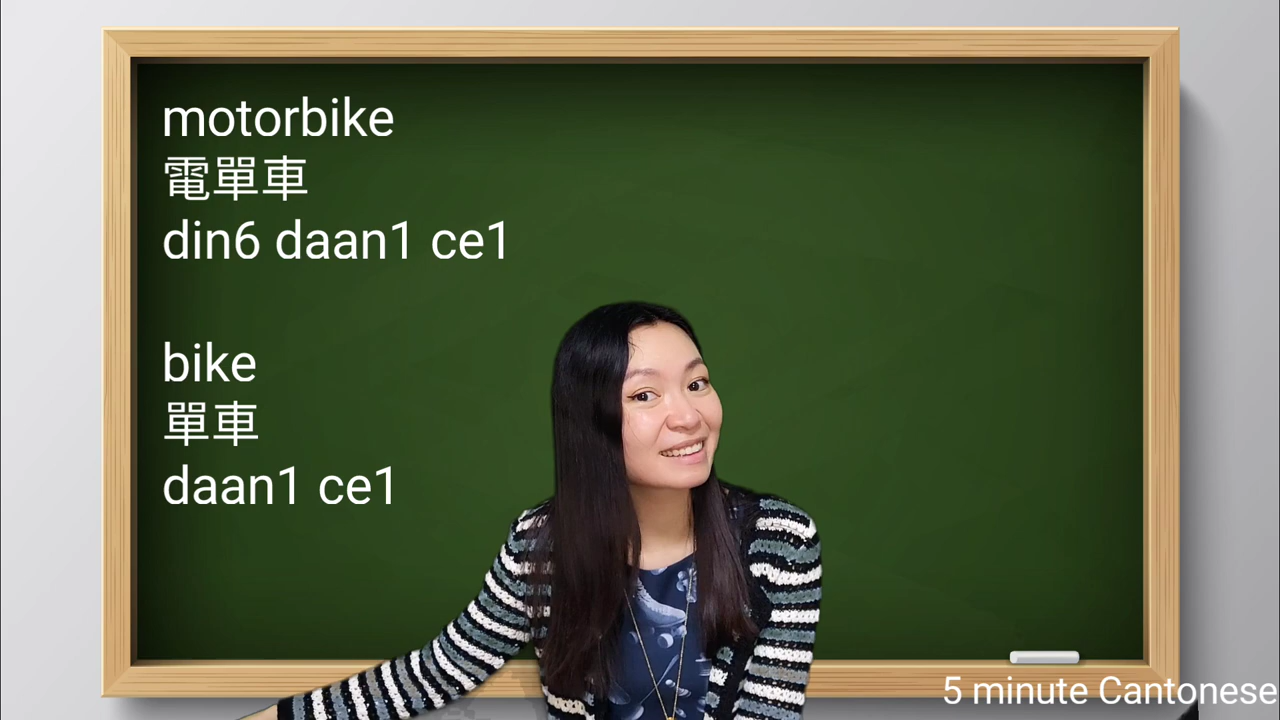 motorbike
電單車
din6 daan1 ce1
bike
單車
daan1 ce1
5 minute Cantonese